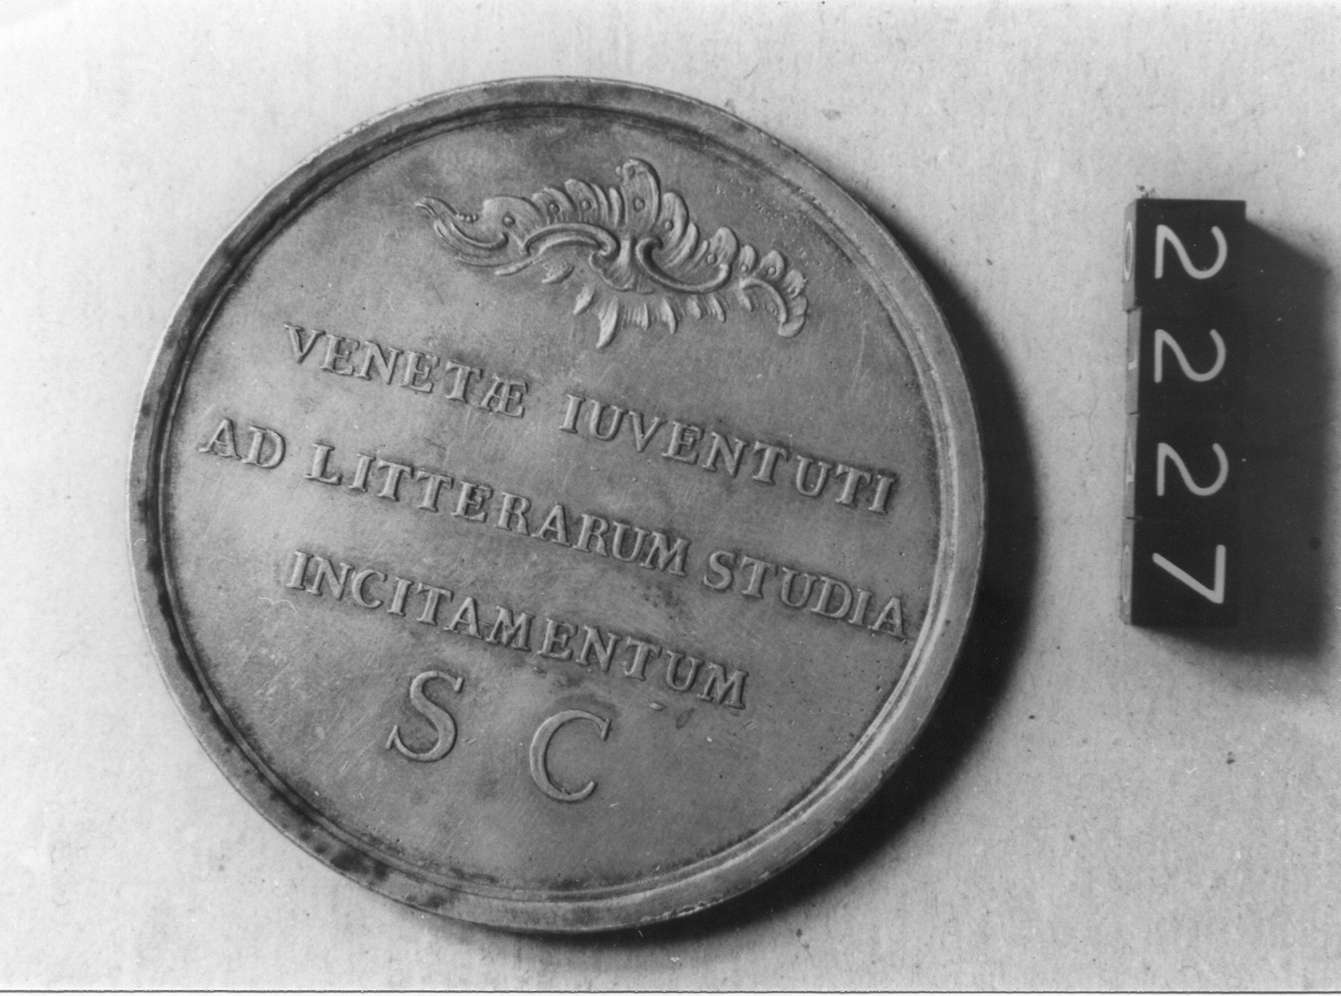 VENETÆ IUVENTUTI
AD LITTERARUM STUDIA
INCITAMENTUM
S C
2227